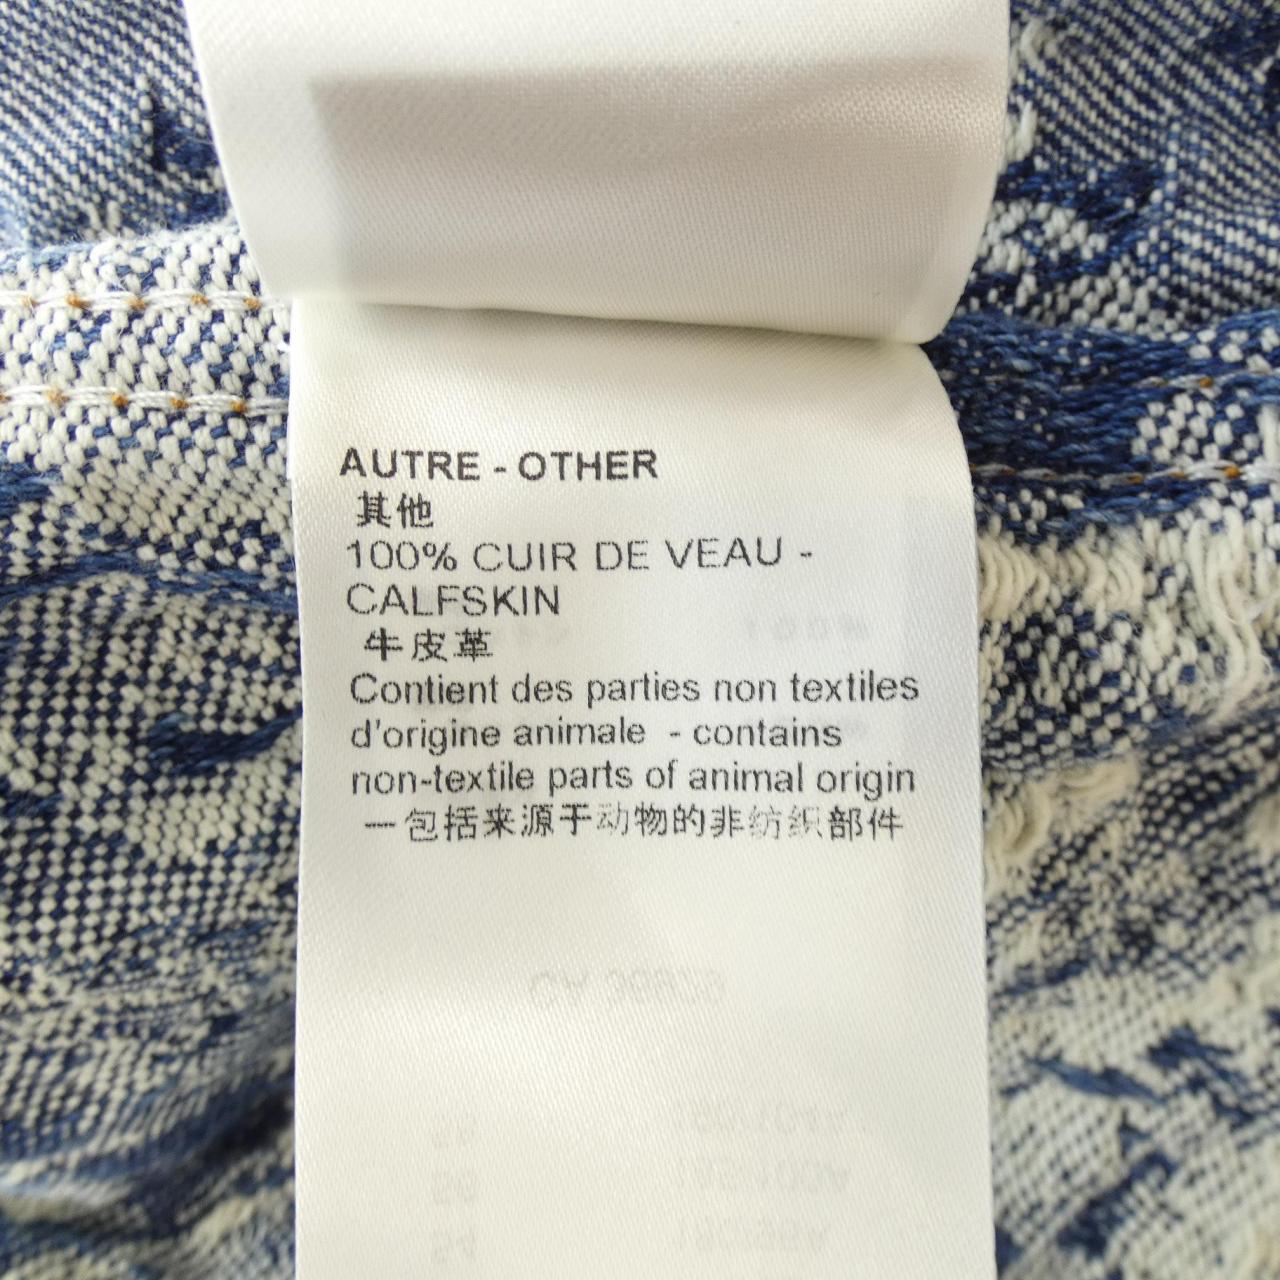 AUTRE - OTHER
其他
100% CUIR DE VEAU -
CALFSKIN
牛皮革
Contient des parties non textiles
d'origine animale - contains
non-textile parts of animal origin
一包括来源于动物的非纺织部件